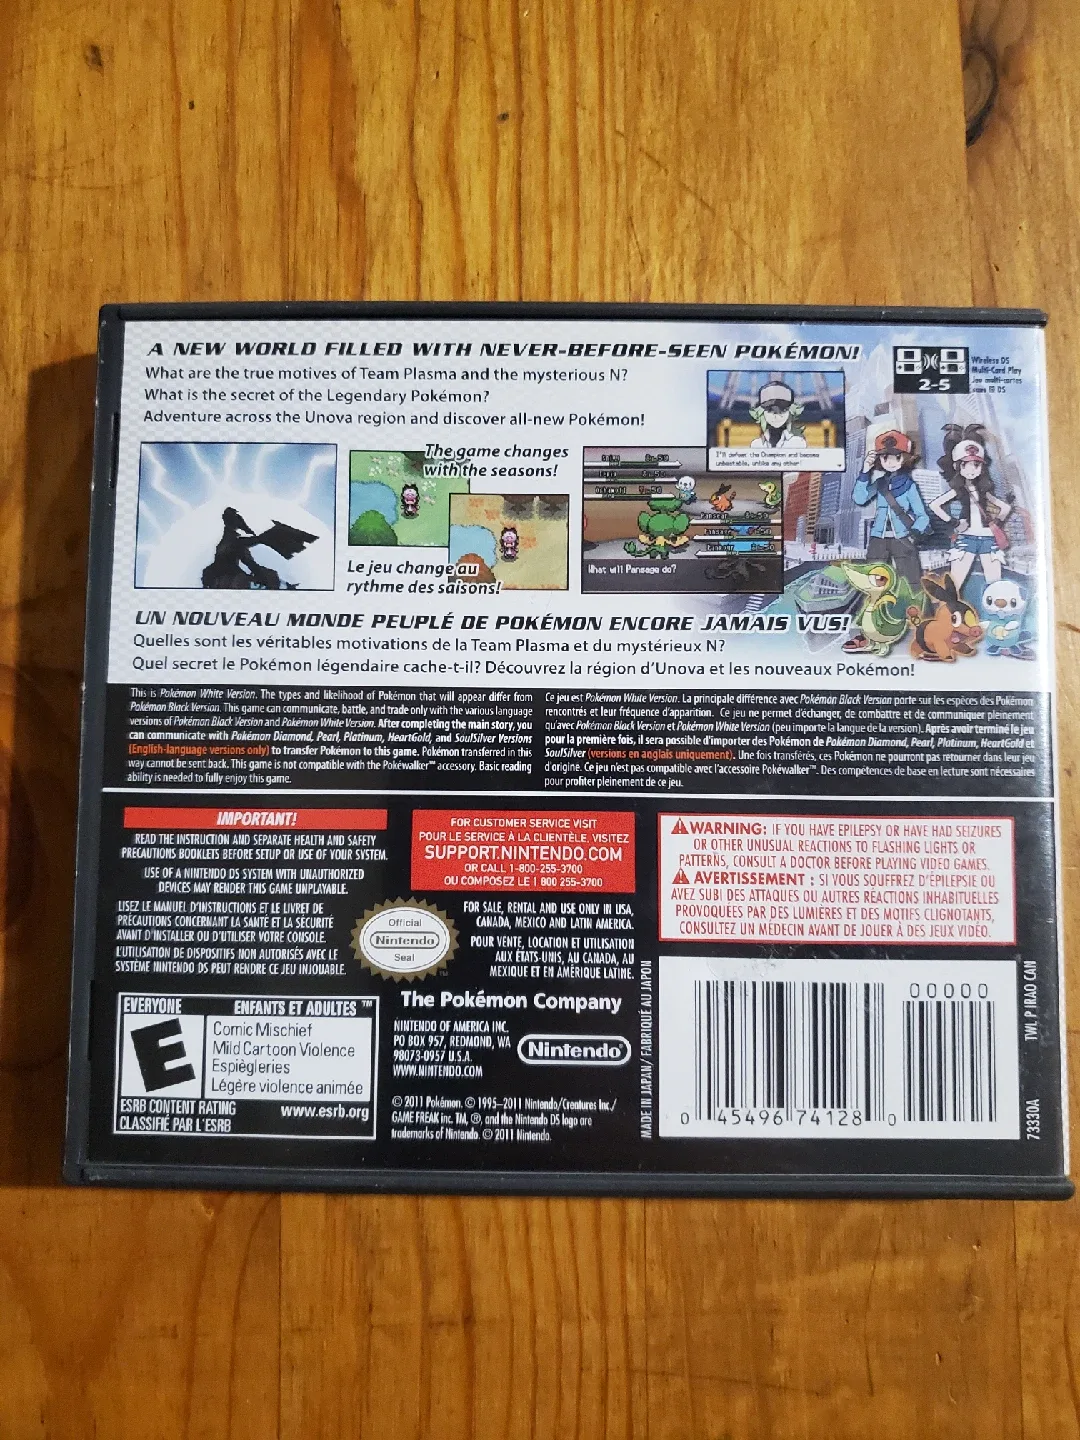 A NEW WORLD FILLED WITH NEVER-BEFORE-SEEN POKÉMON!
What are the true motives of Team Plasma and the mysterious N?
What is the secret of the Legendary Pokémon?
Adventure across the Unova region and discover all-new Pokémon!
2-5
Wireless DS
Multi-Card Play
I'll defeat the Champion and become
unbeatable, unlike any other!
The game changes
with the seasons!
Le jeu change au
rythme des saisons!
What will Pansage do?
UN NOUVEAU MONDE PEUPLÉ DE POKÉMON ENCORE JAMAIS VUS!
Quelles sont les véritables motivations de la Team Plasma et du mystérieux N?
Quel secret le Pokémon légendaire cache-t-il? Découvrez la région d'Unova et les nouveaux Pokémon!
This is Pokémon White Version. The types and likelihood of Pokémon that will appear differ from
Pokémon Black Version. This game can communicate, battle, and trade only with the various language
versions of Pokémon Black Version and Pokémon White Version. After completing the main story, you
can communicate with Pokémon Diamond, Pearl, Platinum, HeartGold, and SoulSilver Versions
(English-language versions only) to transfer Pokémon to this game. Pokémon transferred in this
way cannot be sent back. This game is not compatible with the Pokéwalker™ accessory. Basic reading
ability is needed to fully enjoy this game.
Ce jeu est Pokémon White Version. La principale différence avec Pokémon Black Version porte sur les espèces des Pokémon
rencontrés et leur fréquence d'apparition. Ce jeu ne permet d'échanger, de combattre et de communiquer pleinement
qu'avec Pokémon Black Version et Pokémon White Version (peu importe la langue de la version). Après avoir terminé le jeu
pour la première fois, il sera possible d'importer des Pokémon de Pokémon Diamond, Pearl, Platinum, HeartGold et
SoulSilver (versions en anglais uniquement). Une fois transférés, ces Pokémon ne pourront pas retourner dans leur jeu
d'origine. Ce jeu n'est pas compatible avec l'accessoire Pokéwalker™. Des compétences de base en lecture sont nécessaires
pour profiter pleinement de ce jeu.
IMPORTANT!
READ THE INSTRUCTION AND SEPARATE HEALTH AND SAFETY
PRECAUTIONS BOOKLETS BEFORE SETUP OR USE OF YOUR SYSTEM.
USE OF A NINTENDO DS SYSTEM WITH UNAUTHORIZED
DEVICES MAY RENDER THIS GAME UNPLAYABLE.
LISEZ LE MANUEL D'INSTRUCTIONS ET LE LIVRET DE
PRÉCAUTIONS CONCERNANT LA SANTÉ ET LA SÉCURITÉ
AVANT D'INSTALLER OU D'UTILISER VOTRE CONSOLE.
L'UTILISATION DE DISPOSITIFS NON AUTORISÉS AVEC LE
SYSTÈME NINTENDO DS PEUT RENDRE CE JEU INJOUABLE.
FOR CUSTOMER SERVICE VISIT
POUR LE SERVICE À LA CLIENTÈLE, VISITEZ
SUPPORT.NINTENDO.COM
OR CALL 1-800-255-3700
OU COMPOSEZ LE 1 800 255-3700
Official
Nintendo
Seal
FOR SALE, RENTAL AND USE ONLY IN USA,
CANADA, MEXICO AND LATIN AMERICA.
POUR VENTE, LOCATION ET UTILISATION
AUX ÉTATS-UNIS, AU CANADA, AU
MEXIQUE ET EN AMÉRIQUE LATINE.
WARNING: IF YOU HAVE EPILEPSY OR HAVE HAD SEIZURES
OR OTHER UNUSUAL REACTIONS TO FLASHING LIGHTS OR
PATTERNS, CONSULT A DOCTOR BEFORE PLAYING VIDEO GAMES.
AVERTISSEMENT : SI VOUS SOUFFREZ D'ÉPILEPSIE OU
AVEZ SUBI DES ATTAQUES OU AUTRES RÉACTIONS INHABITUELLES
PROVOQUÉES PAR DES LUMIÈRES ET DES MOTIFS CLIGNOTANTS,
CONSULTEZ UN MÉDECIN AVANT DE JOUER À DES JEUX VIDÉO.
EVERYONE
ENFANTS ET ADULTES ™
E
Comic Mischief
Mild Cartoon Violence
Espiègleries
Légère violence animée
ESRB CONTENT RATING
CLASSIFIÉ PAR L'ESRB
www.esrb.org
The Pokémon Company
NINTENDO OF AMERICA INC.
PO BOX 957, REDMOND, WA
98073-0957 U.S.A.
WWW.NINTENDO.COM
Nintendo
© 2011 Pokémon. © 1995–2011 Nintendo/Creatures Inc./
GAME FREAK inc. TM, ®, and the Nintendo DS logo are
trademarks of Nintendo. © 2011 Nintendo.
MADE IN JAPAN/FABRIQUÉ AU JAPON
00000
0 45496 74128 0
TWL P IRAO CAN
73330A